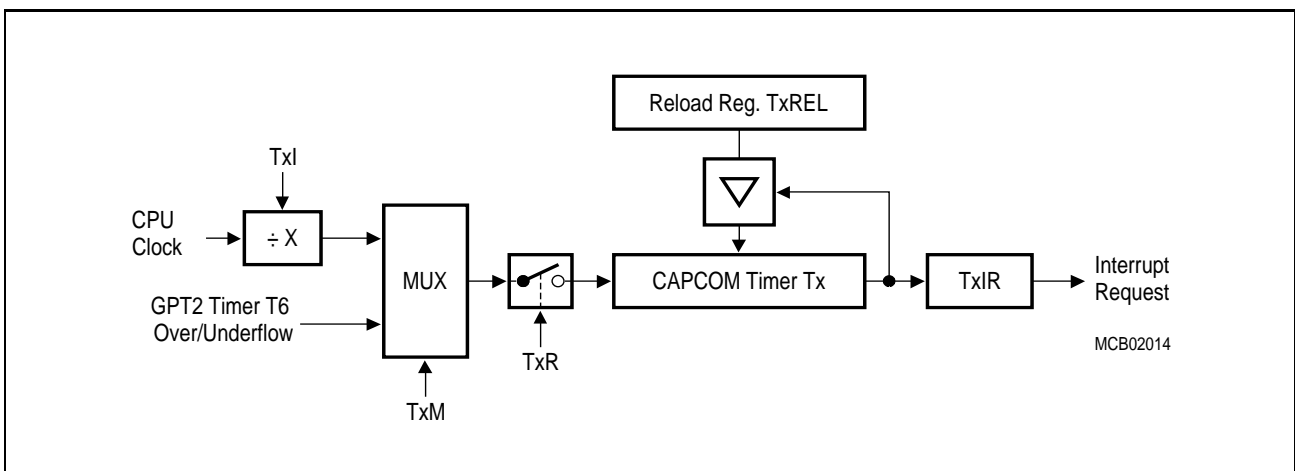 Reload Reg. TxREL
TxI
CPU
Clock
÷ X
MUX
CAPCOM Timer Tx
TxIR
Interrupt
Request
GPT2 Timer T6
Over/Underflow
TxR
MCB02014
TxM